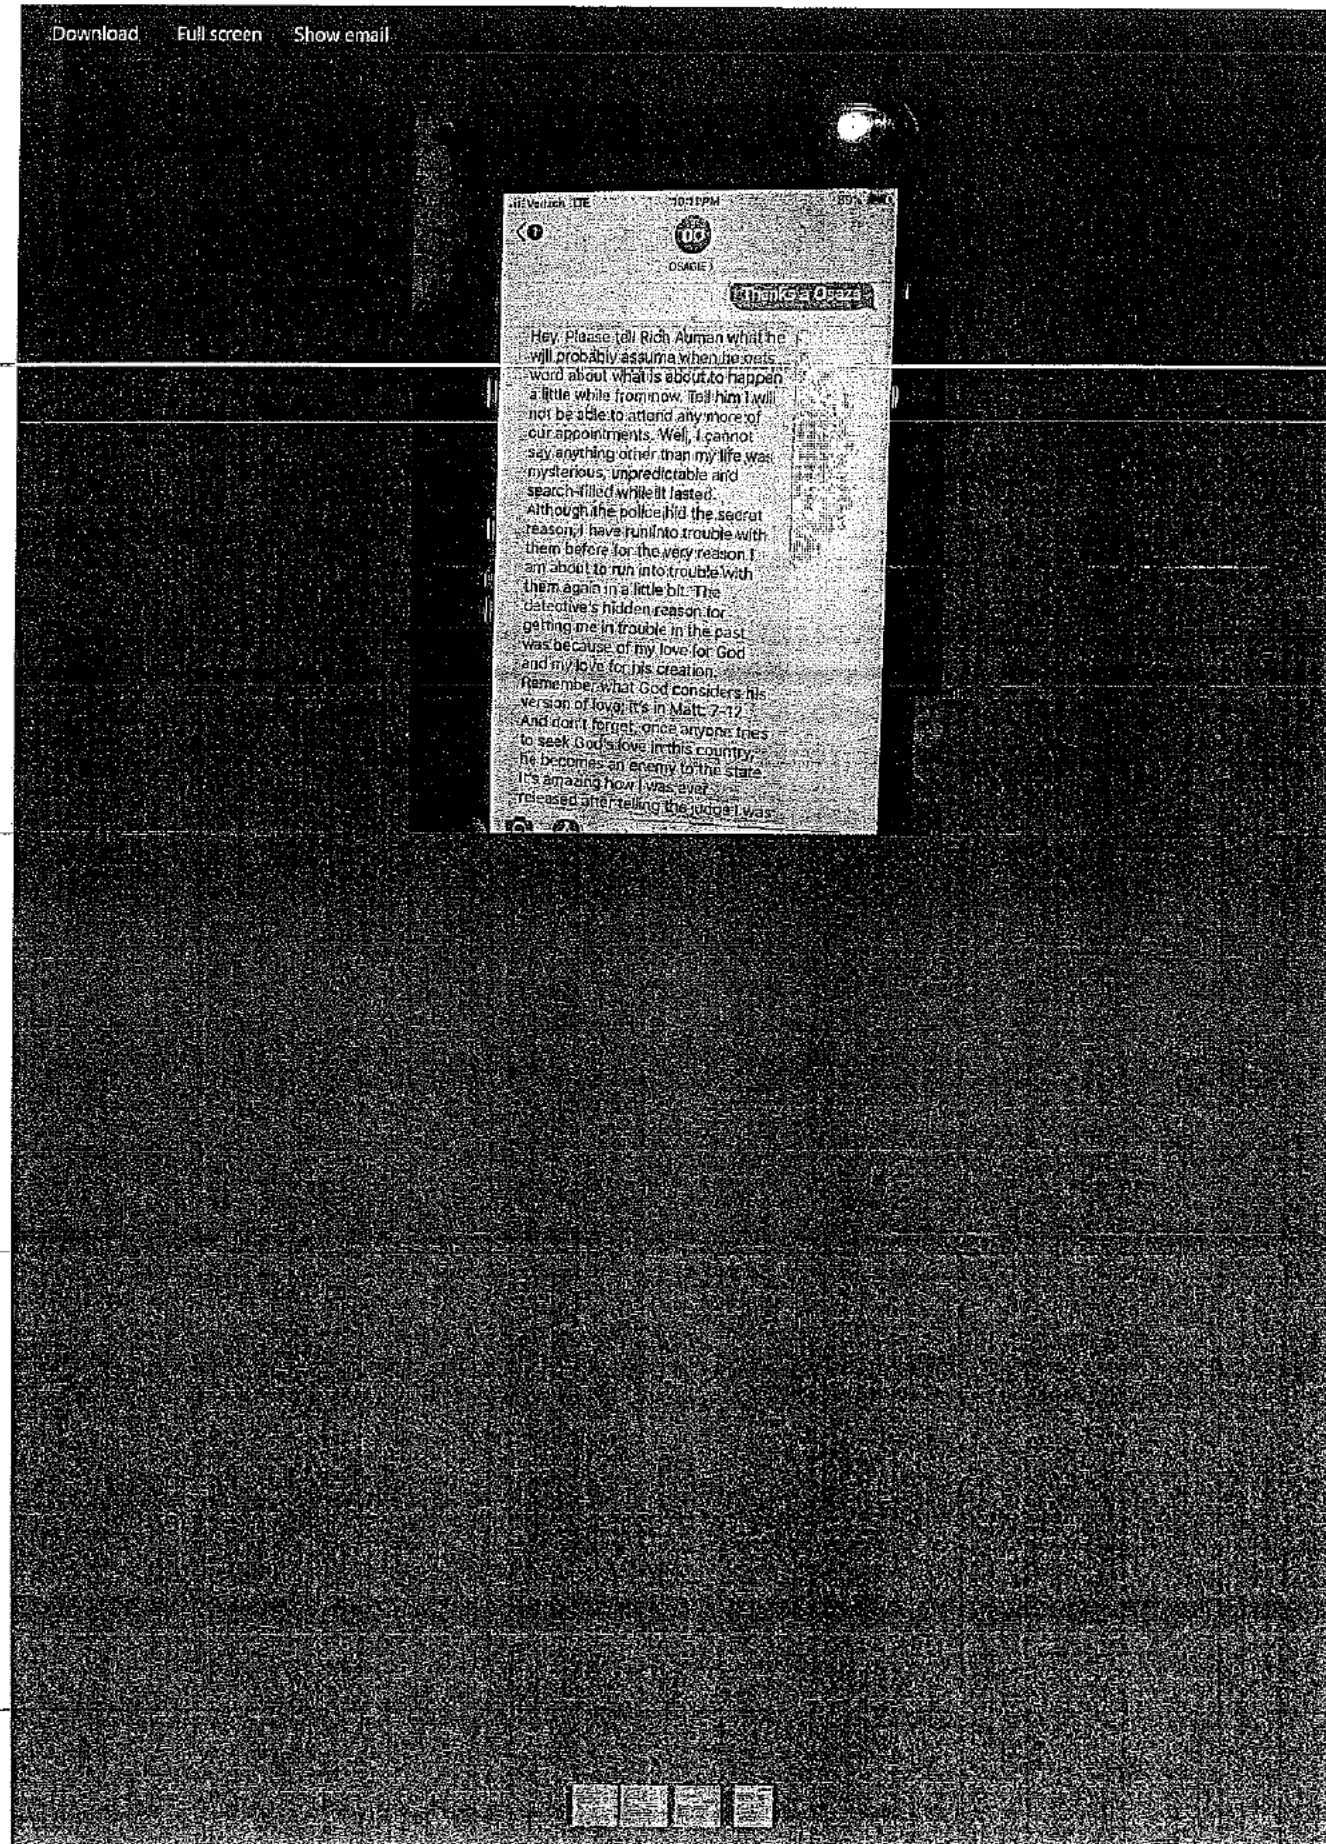 Download Full screen Show email
Verizon LTE
OSAGIE
Thanks a Osaze
Hey. Please tell Rich Auman what he
will probably assume when he gets
word about what is about to happen
a little while from now. Tell him I will
not be able to attend any more of
our appointments. Well, I cannot
say anything other than my life was
mysterious, unpredictable and
search-filled while it lasted.
Although the police hid the secret
reason, I have run into trouble with
them before for the very reason I
am about to run into trouble with
them again in a little bit. The
detective's hidden reason for
getting me in trouble in the past
was because of my love for God
and my love for his creation.
Remember what God considers his
version of love; it's in Matt: 7-12
And don't forget, once anyone tries
to seek God's love in this country,
he becomes an enemy to the state.
It's amazing how I was ever
released after telling the judge I was